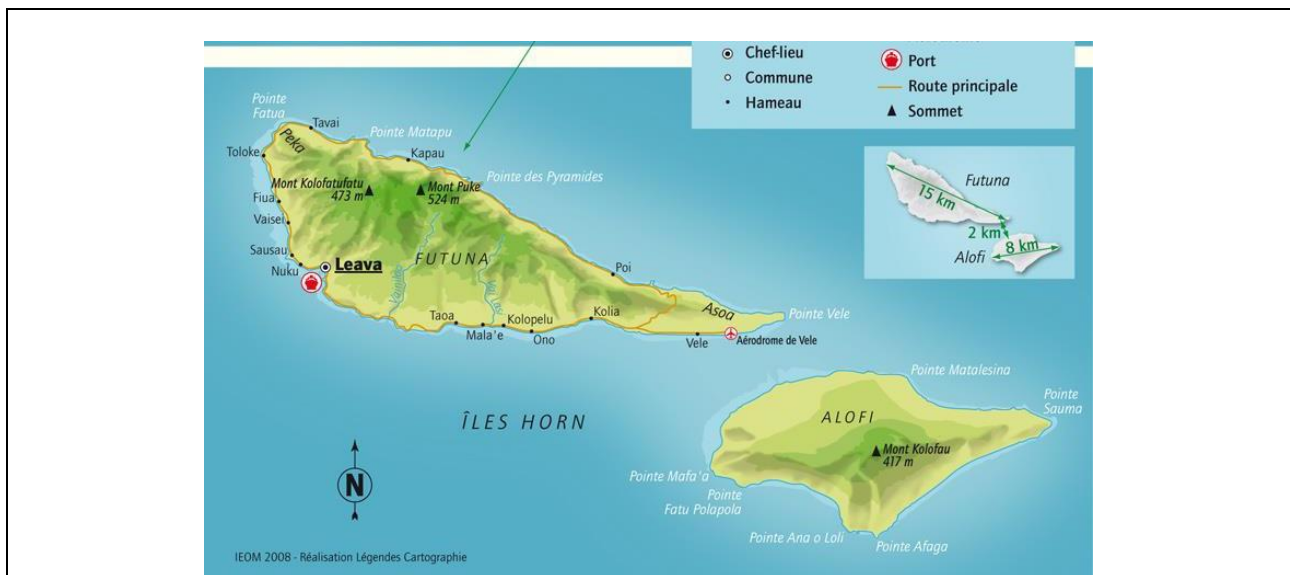 Chef-lieu
Commune
Hameau
Port
Route principale
Sommet
Pointe
Fatua
Tavai
Peka
Pointe Matapu
Toloke
Kapau
Mont Kolofatufatu
473 m
Mont Puke
524 m
Pointe des Pyramides
Fiua
Vaisei
Sausau
Nuku
Leava
FUTUNA
Vainifao
Poi
Asoa
Pointe Vele
Taoa
Mala'e
Kolopelu
Ono
Kolia
Vele
Aérodrome de Vele
Futuna
15 km
2 km
Alofi
8 km
ÎLES HORN
Pointe Matalesina
Pointe
Sauma
ALOFI
Mont Kolofau
417 m
Pointe Mafa'a
Pointe
Fatu Polapola
Pointe Ana o Loli
Pointe Afaga
N
IEOM 2008 - Réalisation Légendes Cartographie